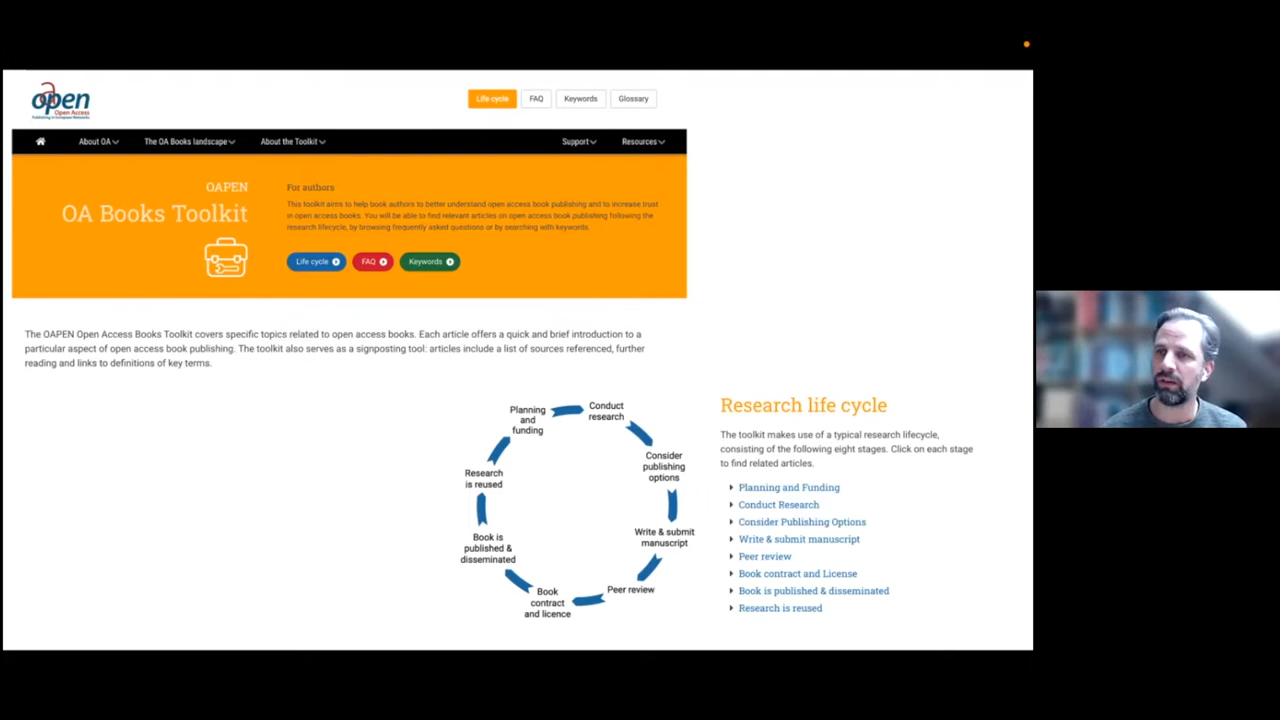 oapen
Open Access
Publishing in European Networks
Life cycle
FAQ
Keywords
Glossary
About OA
The OA Books landscape
About the Toolkit
Support
Resources
OAPEN
OA Books Toolkit
For authors
This toolkit aims to help book authors to better understand open access book publishing and to increase trust
in open access books. You will be able to find relevant articles on open access book publishing following the
research lifecycle, by browsing frequently asked questions or by searching with keywords.
Life cycle
FAQ
Keywords
The OAPEN Open Access Books Toolkit covers specific topics related to open access books. Each article offers a quick and brief introduction to a
particular aspect of open access book publishing. The toolkit also serves as a signposting tool: articles include a list of sources referenced, further
reading and links to definitions of key terms.
Planning
and
funding
Conduct
research
Consider
publishing
options
Write & submit
manuscript
Peer review
Book
contract
and licence
Book is
published &
disseminated
Research
is reused
Research life cycle
The toolkit makes use of a typical research lifecycle,
consisting of the following eight stages. Click on each stage
to find related articles.
Planning and Funding
Conduct Research
Consider Publishing Options
Write & submit manuscript
Peer review
Book contract and License
Book is published & disseminated
Research is reused